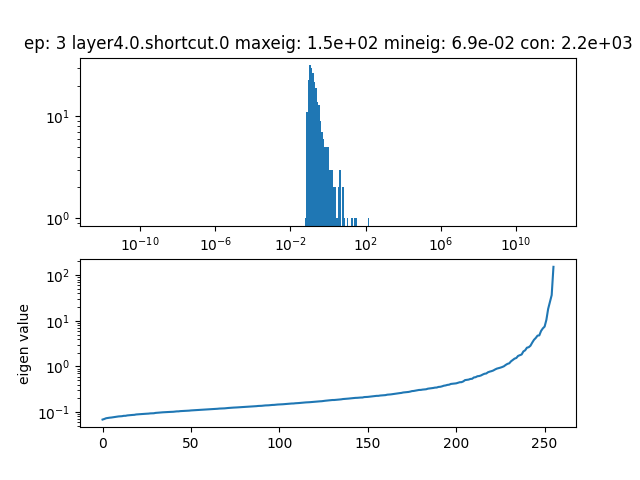 ep: 3 layer4.0.shortcut.0 maxeig: 1.5e+02 mineig: 6.9e-02 con: 2.2e+03
10¹
10⁰
10⁻¹⁰ 10⁻⁶ 10⁻² 10² 10⁶ 10¹⁰
eigen value
10²
10¹
10⁰
10⁻¹
0 50 100 150 200 250